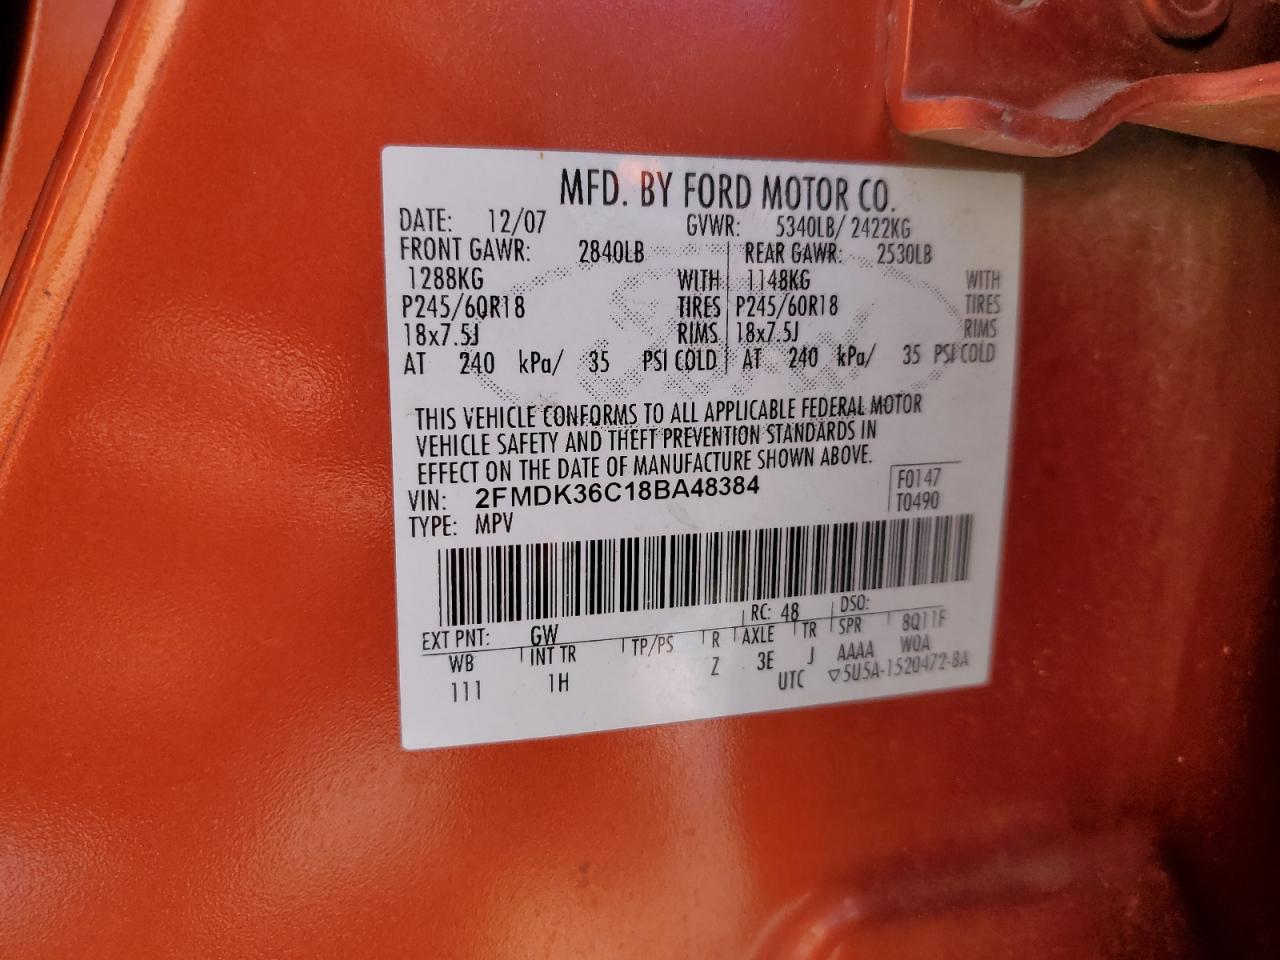 MFD. BY FORD MOTOR CO.
DATE: 12/07 GVWR: 5340LB/ 2422KG
FRONT GAWR: 2840LB REAR GAWR: 2530LB
1288KG WITH 1148KG WITH
P245/60R18 TIRES P245/60R18 TIRES
18x7.5J RIMS 18x7.5J RIMS
AT 240 kPa/ 35 PSI COLD AT 240 kPa/ 35 PSI COLD
THIS VEHICLE CONFORMS TO ALL APPLICABLE FEDERAL MOTOR
VEHICLE SAFETY AND THEFT PREVENTION STANDARDS IN
EFFECT ON THE DATE OF MANUFACTURE SHOWN ABOVE.
VIN: 2FMDK36C18BA48384 F0147
TYPE: MPV T0490
EXT PNT: GW RC: 48 DSO:
WB INT TR TP/PS R AXLE TR SPR 8Q11F
111 1H Z 3E J AAAA WOA
UTC ▽5U5A-1520472-BA